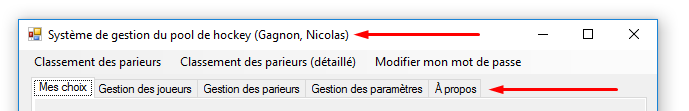 Système de gestion du pool de hockey (Gagnon, Nicolas)
Classement des parieurs Classement des parieurs (détaillé) Modifier mon mot de passe
Mes choix Gestion des joueurs Gestion des parieurs Gestion des paramètres À propos